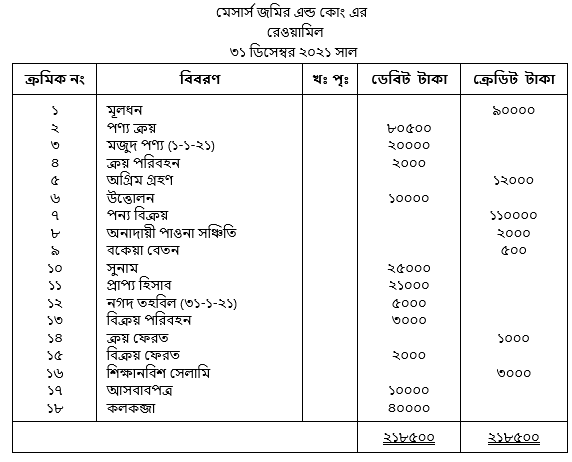 মেসার্স জমির এন্ড কোং এর
রেওয়ামিল
৩১ ডিসেম্বর ২০২১ সাল
ক্রমিক নং বিবরণ খঃ পৃঃ ডেবিট টাকা ক্রেডিট টাকা
১ মূলধন ৯০০০০
২ পণ্য ক্রয় ৮০৫০০
৩ মজুদ পণ্য (১-১-২১) ২০০০০
৪ ক্রয় পরিবহন ২০০০
৫ অগ্রিম গ্রহণ ১২০০০
৬ উত্তোলন ১০০০০
৭ পন্য বিক্রয় ১১০০০০
৮ অনাদায়ী পাওনা সঞ্চিতি ২০০০
৯ বকেয়া বেতন ৫০০
১০ সুনাম ২৫০০০
১১ প্রাপ্য হিসাব ২১০০০
১২ নগদ তহবিল (৩১-১-২১) ৫০০০
১৩ বিক্রয় পরিবহন ৩০০০
১৪ ক্রয় ফেরত ১০০০
১৫ বিক্রয় ফেরত ২০০০
১৬ শিক্ষানবিশ সেলামি ৩০০০
১৭ আসবাবপত্র ১০০০০
১৮ কলকব্জা ৪০০০০
২১৮৫০০ ২১৮৫০০